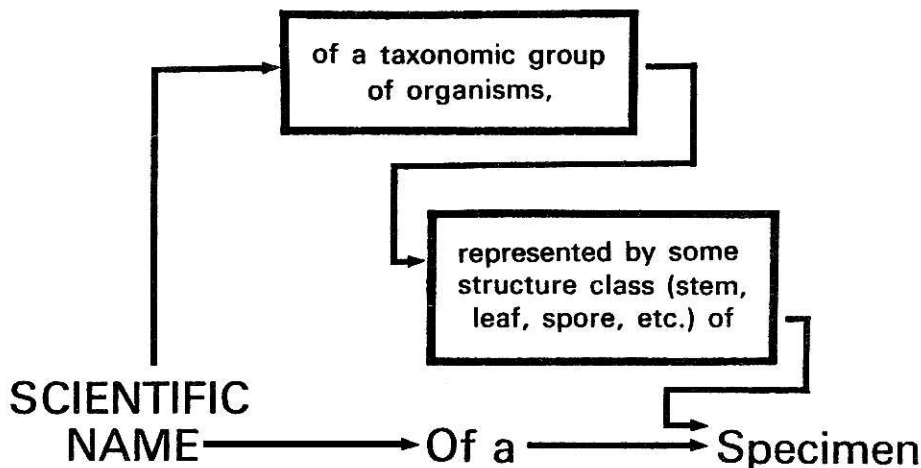 of a taxonomic group
of organisms,
represented by some
structure class (stem,
leaf, spore, etc.) of
SCIENTIFIC
NAME
Of a
Specimen